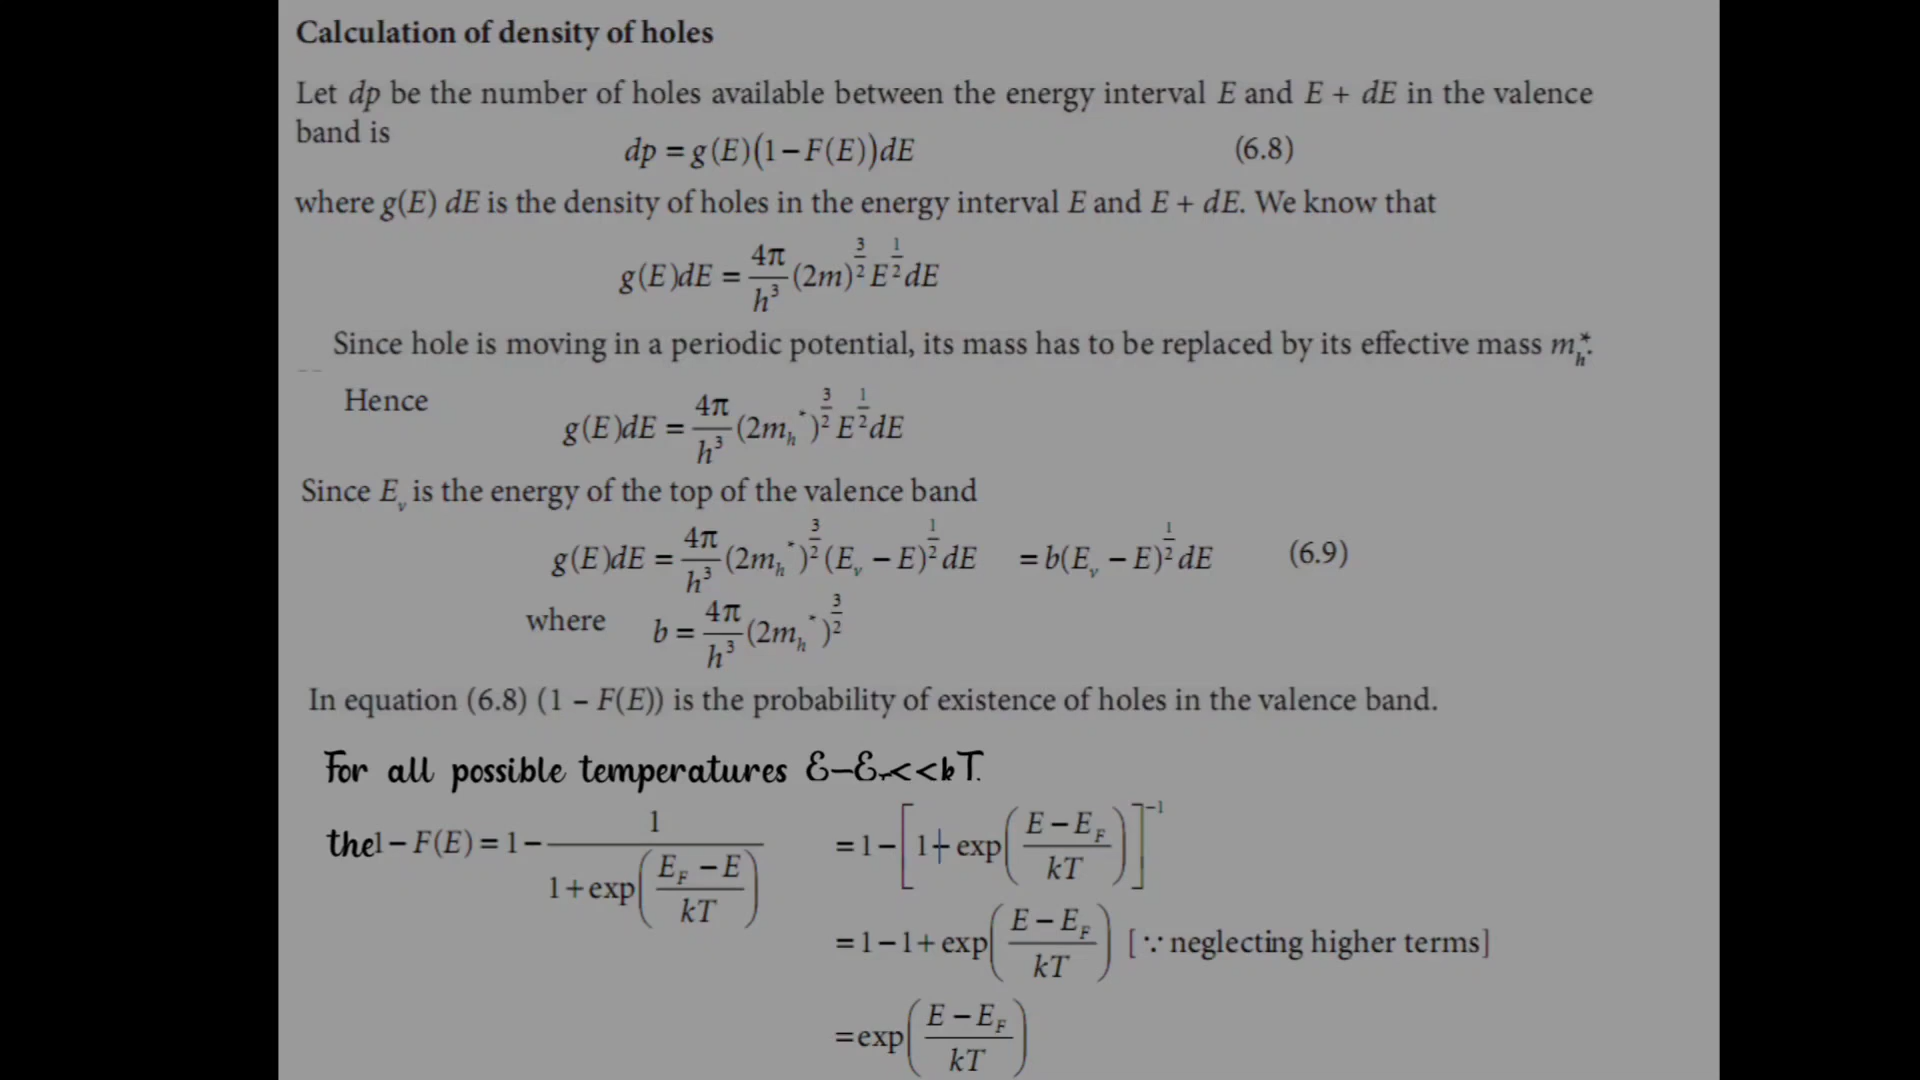 Calculation of density of holes
Let dp be the number of holes available between the energy interval E and E + dE in the valence
band is
dp = g(E)(1 − F(E))dE (6.8)
where g(E) dE is the density of holes in the energy interval E and E + dE. We know that
g(E)dE = 4π/h³ (2m)^(3/2) E^(1/2) dE
Since hole is moving in a periodic potential, its mass has to be replaced by its effective mass m_h*.
Hence
g(E)dE = 4π/h³ (2m_h*)^(3/2) E^(1/2) dE
Since E_v is the energy of the top of the valence band
g(E)dE = 4π/h³ (2m_h*)^(3/2) (E_v − E)^(1/2) dE = b(E_v − E)^(1/2) dE (6.9)
where b = 4π/h³ (2m_h*)^(3/2)
In equation (6.8) (1 – F(E)) is the probability of existence of holes in the valence band.
For all possible temperatures E−E_v<<kT.
the1 − F(E) = 1 − 1/(1 + exp((E_F − E)/kT)) = 1 − [1 + exp((E − E_F)/kT)]^−1
= 1 − 1 + exp((E − E_F)/kT) [∵ neglecting higher terms]
= exp((E − E_F)/kT)